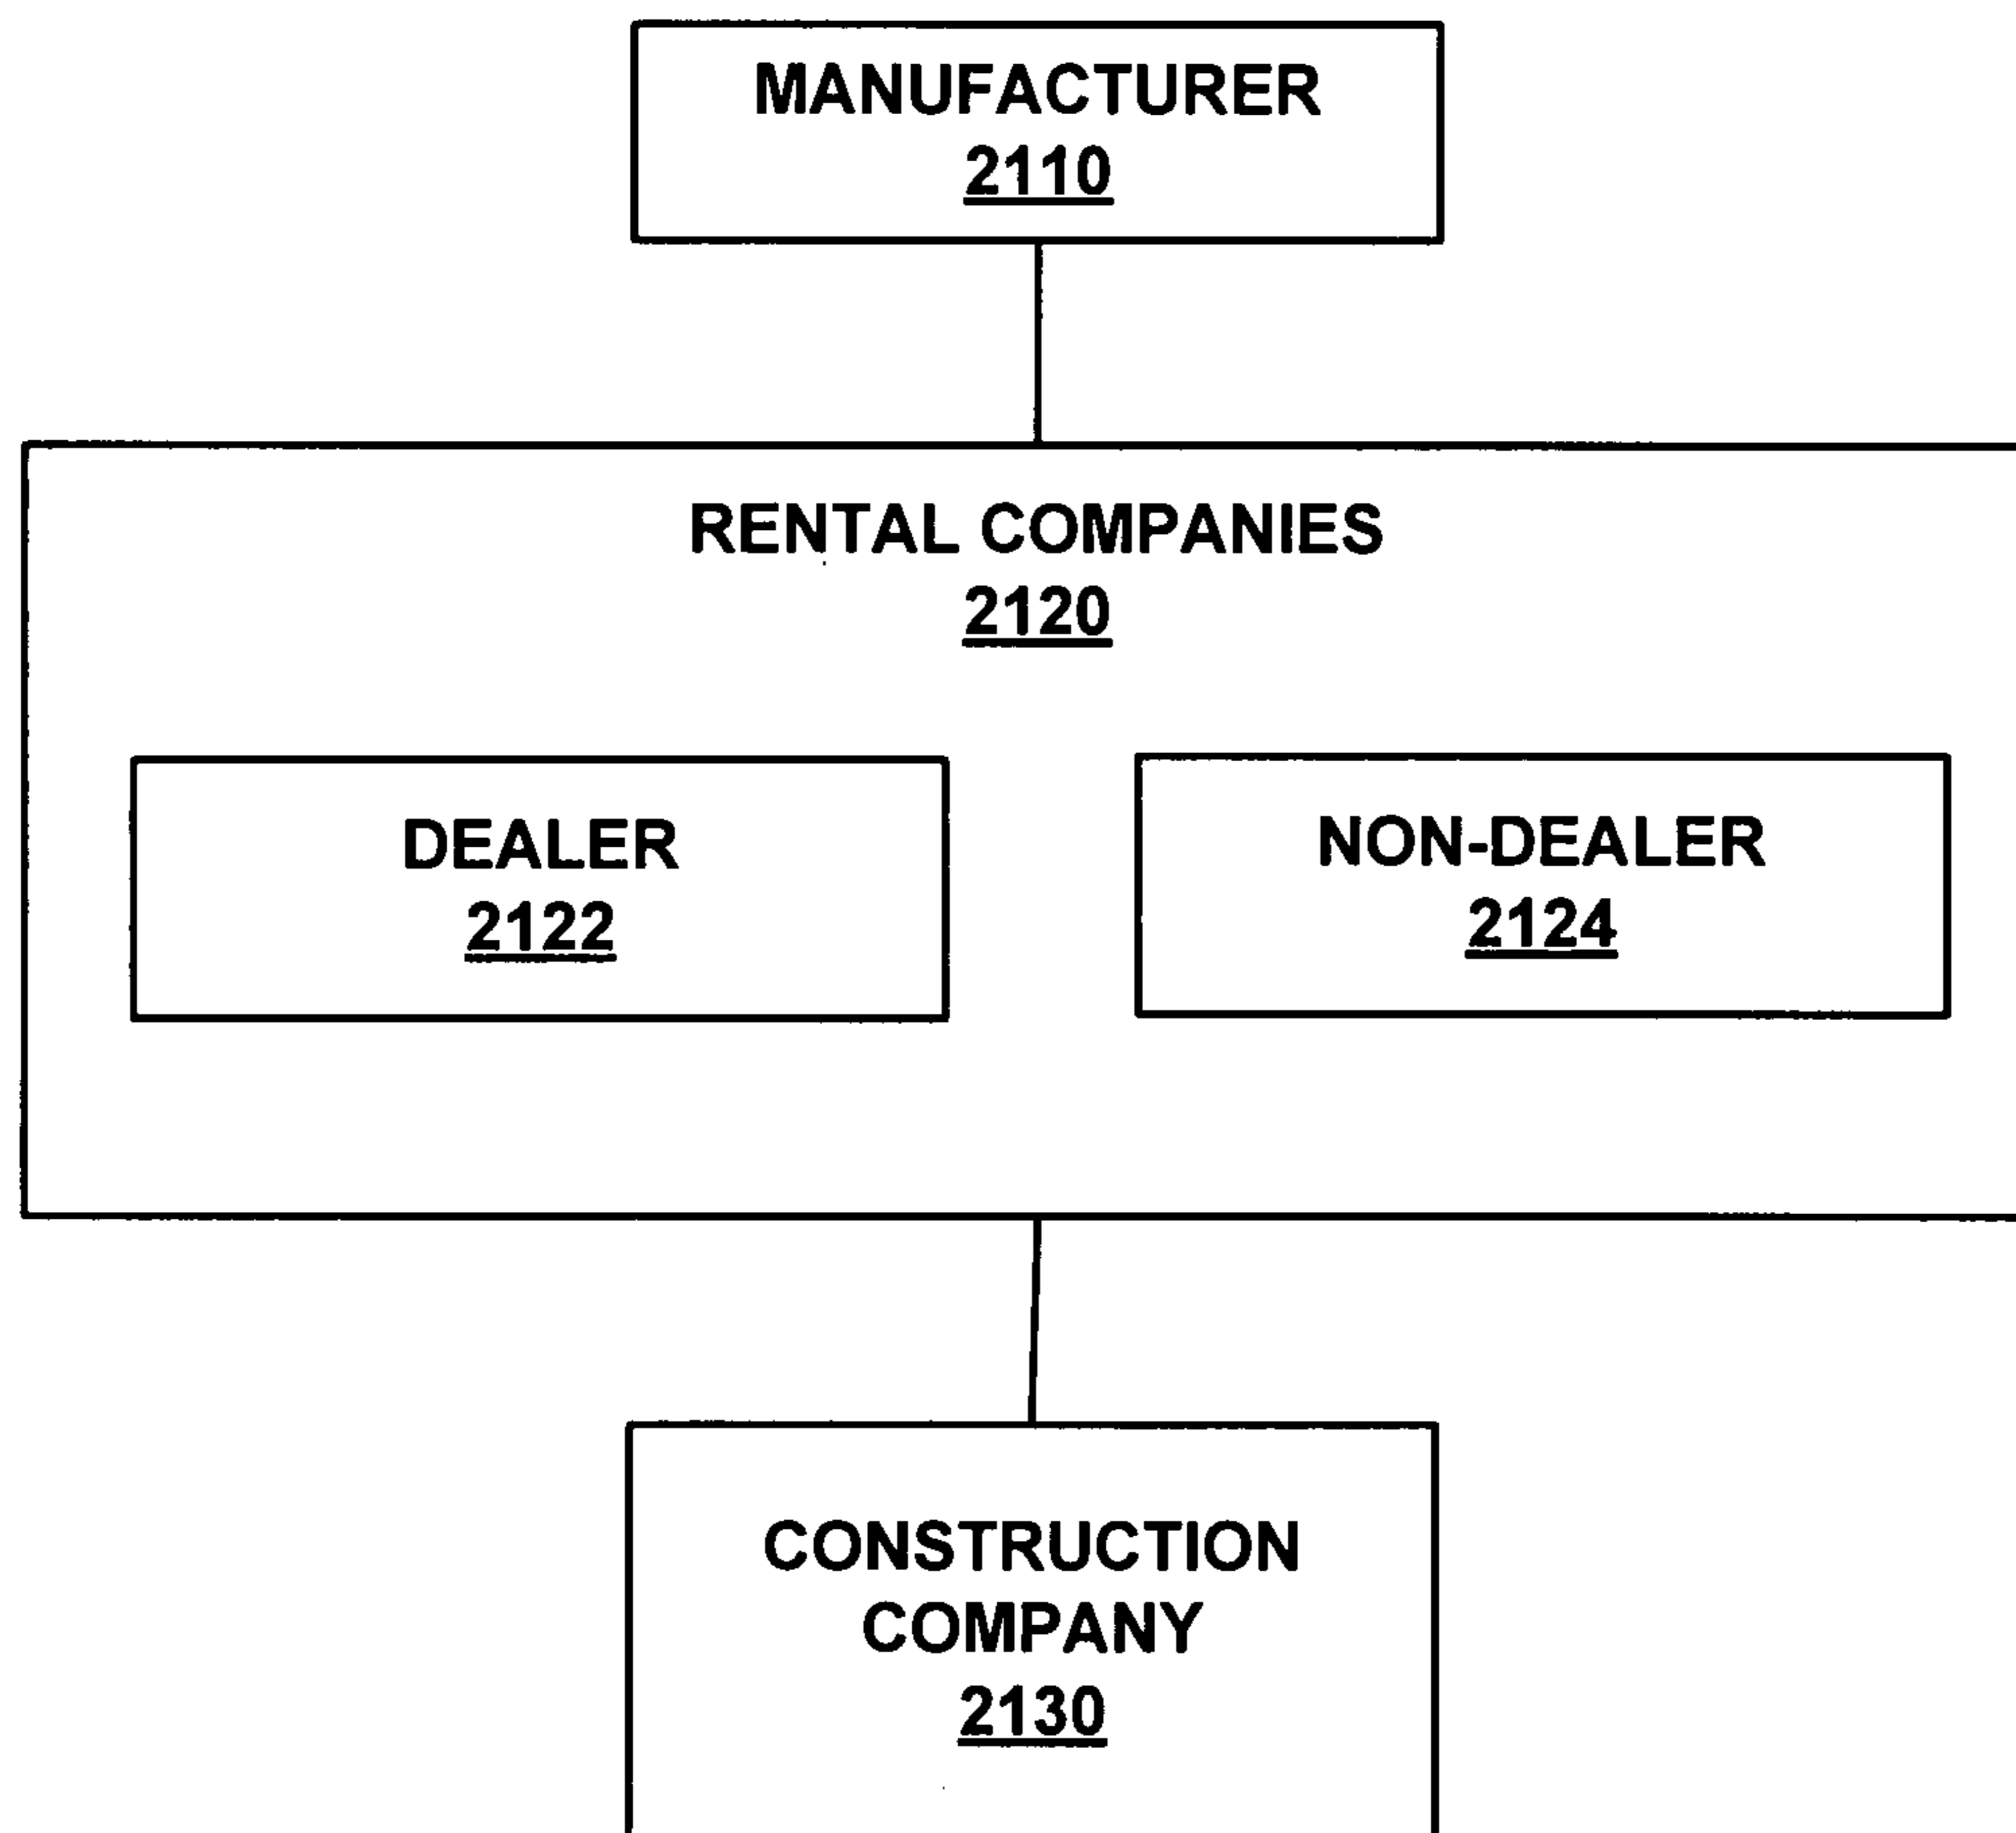 MANUFACTURER
2110
RENTAL COMPANIES
2120
DEALER
2122
NON-DEALER
2124
CONSTRUCTION
COMPANY
2130